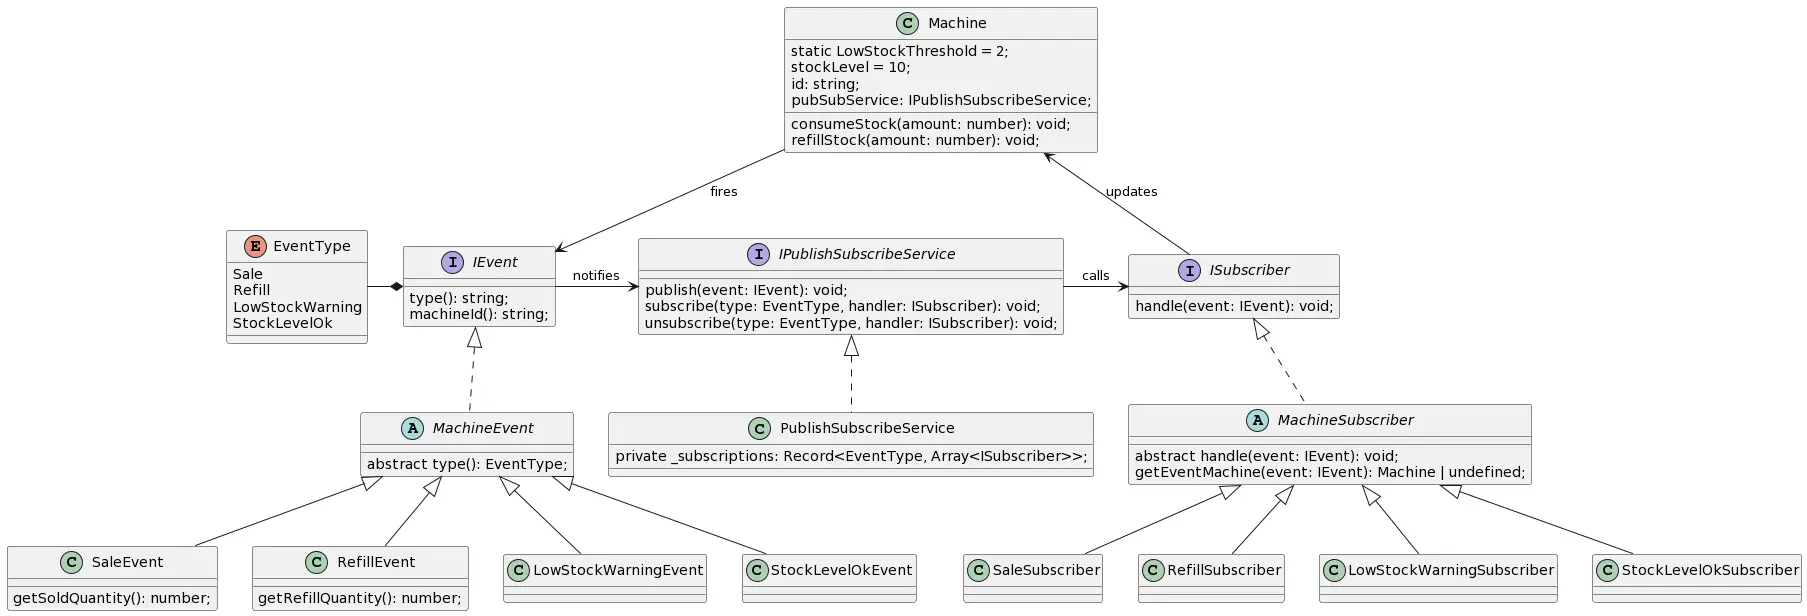 C Machine
static LowStockThreshold = 2;
stockLevel = 10;
id: string;
pubSubService: IPublishSubscribeService;
consumeStock(amount: number): void;
refillStock(amount: number): void;
fires
updates
E EventType
Sale
Refill
LowStockWarning
StockLevelOk
I IEvent
type(): string;
machineId(): string;
notifies
I IPublishSubscribeService
publish(event: IEvent): void;
subscribe(type: EventType, handler: ISubscriber): void;
unsubscribe(type: EventType, handler: ISubscriber): void;
calls
I ISubscriber
handle(event: IEvent): void;
A MachineEvent
abstract type(): EventType;
C PublishSubscribeService
private _subscriptions: Record<EventType, Array<ISubscriber>>;
A MachineSubscriber
abstract handle(event: IEvent): void;
getEventMachine(event: IEvent): Machine | undefined;
C SaleEvent
getSoldQuantity(): number;
C RefillEvent
getRefillQuantity(): number;
C LowStockWarningEvent
C StockLevelOkEvent
C SaleSubscriber
C RefillSubscriber
C LowStockWarningSubscriber
C StockLevelOkSubscriber